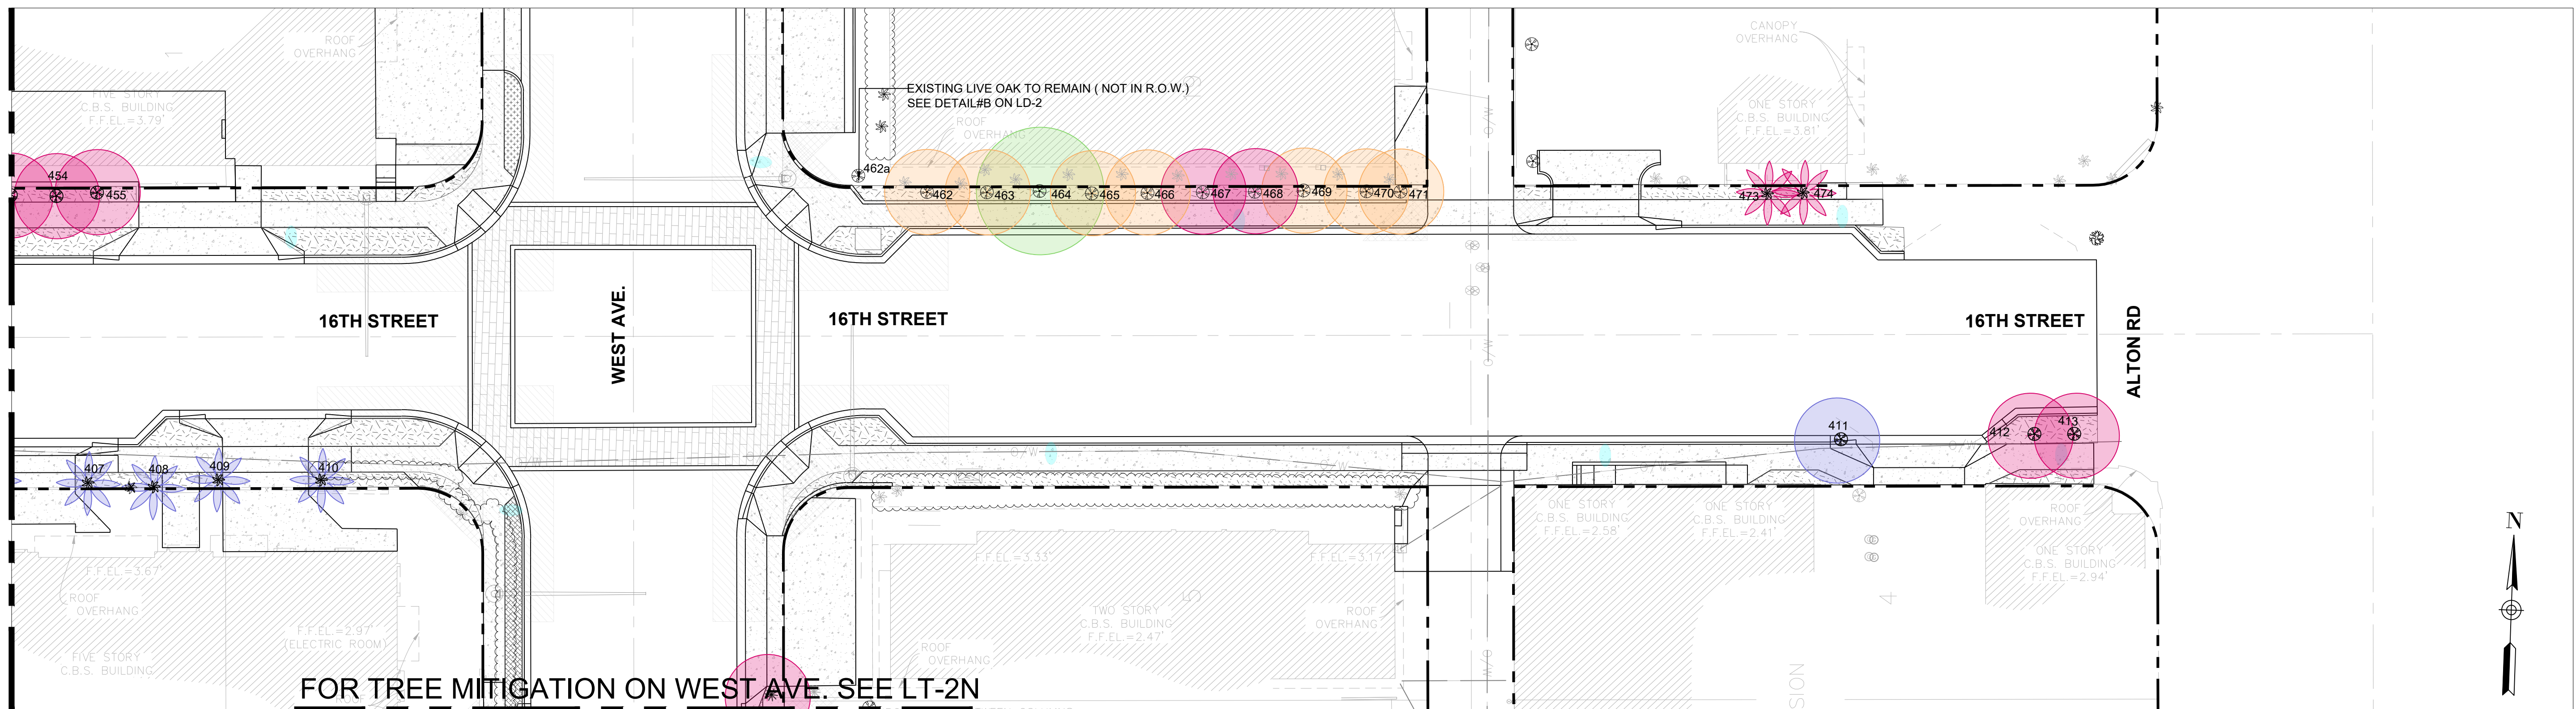 ROOF
OVERHANG
FIVE STORY
C.B.S. BUILDING
F.F.EL.=3.79'
EXISTING LIVE OAK TO REMAIN ( NOT IN R.O.W.)
SEE DETAIL#B ON LD-2
ROOF
OVERHANG
CANOPY
OVERHANG
ONE STORY
C.B.S. BUILDING
F.F.EL.=3.81'
O/W
454
455
462a
462
463
464
465
466
467
468
469
470
471
473
474
16TH STREET
WEST AVE.
16TH STREET
16TH STREET
ALTON RD
O/W
407
408
409
410
411
412
413
O/W
O/W
F.F.EL.=3.67'
ROOF
OVERHANG
F.F.EL.=2.97'
(ELECTRIC ROOM)
FIVE STORY
C.B.S. BUILDING
F.F.EL.=3.33'
F.F.EL.=3.17'
TWO STORY
C.B.S. BUILDING
F.F.EL.=2.47'
5
ROOF
OVERHANG
ROOF
OVERHANG
O/W
ONE STORY
C.B.S. BUILDING
F.F.EL.=2.58'
ONE STORY
C.B.S. BUILDING
F.F.EL.=2.41'
4
ROOF
OVERHANG
ONE STORY
C.B.S. BUILDING
F.F.EL.=2.94'
N
FOR TREE MITIGATION ON WEST AVE. SEE LT-2N